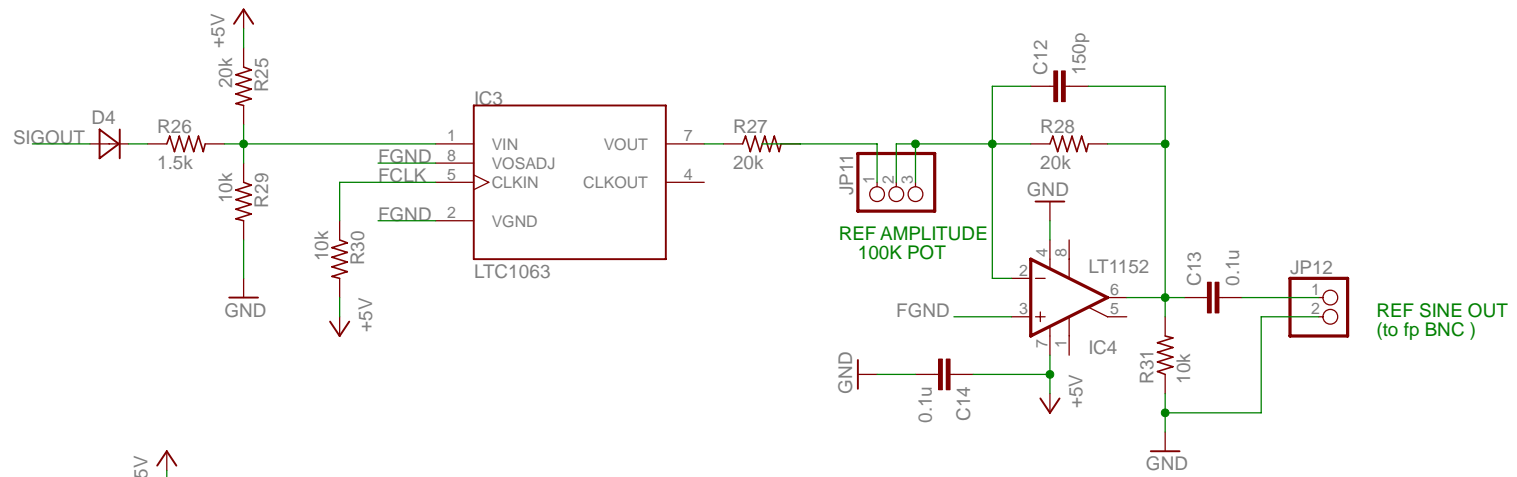 +5V
20k
R25
SIGOUT
D4
R26
1.5k
10k
R29
GND
IC3
1
VIN
8
VOSADJ
5
CLKIN
2
VGND
VOUT
7
CLKOUT
4
LTC1063
FGND
FCLK
FGND
10k
R30
+5V
R27
20k
JP11
1
2
3
REF AMPLITUDE
100K POT
C12
150p
R28
20k
GND
4
8
LT1152
2
3
6
5
7
1
IC4
FGND
GND
0.1u
C14
+5V
C13
0.1u
R31
10k
GND
JP12
1
2
REF SINE OUT
(to fp BNC )
5V